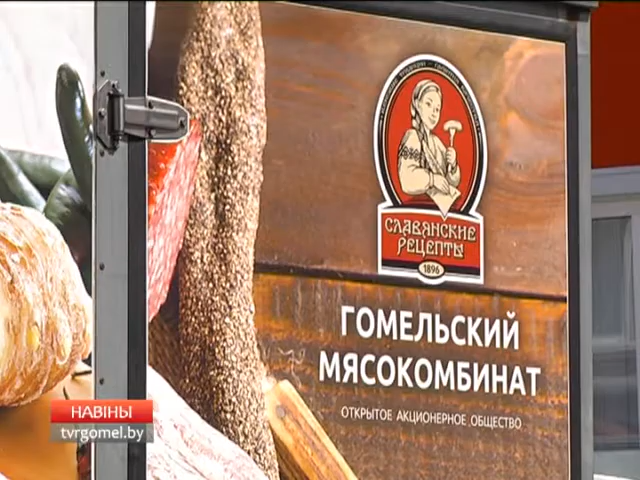 СЛАВЯНСКИЕ
РЕЦЕПТЫ
1896
ГОМЕЛЬСКИЙ
МЯСОКОМБИНАТ
ОТКРЫТОЕ АКЦИОНЕРНОЕ ОБЩЕСТВО
НАВІНЫ
tvrgomel.by